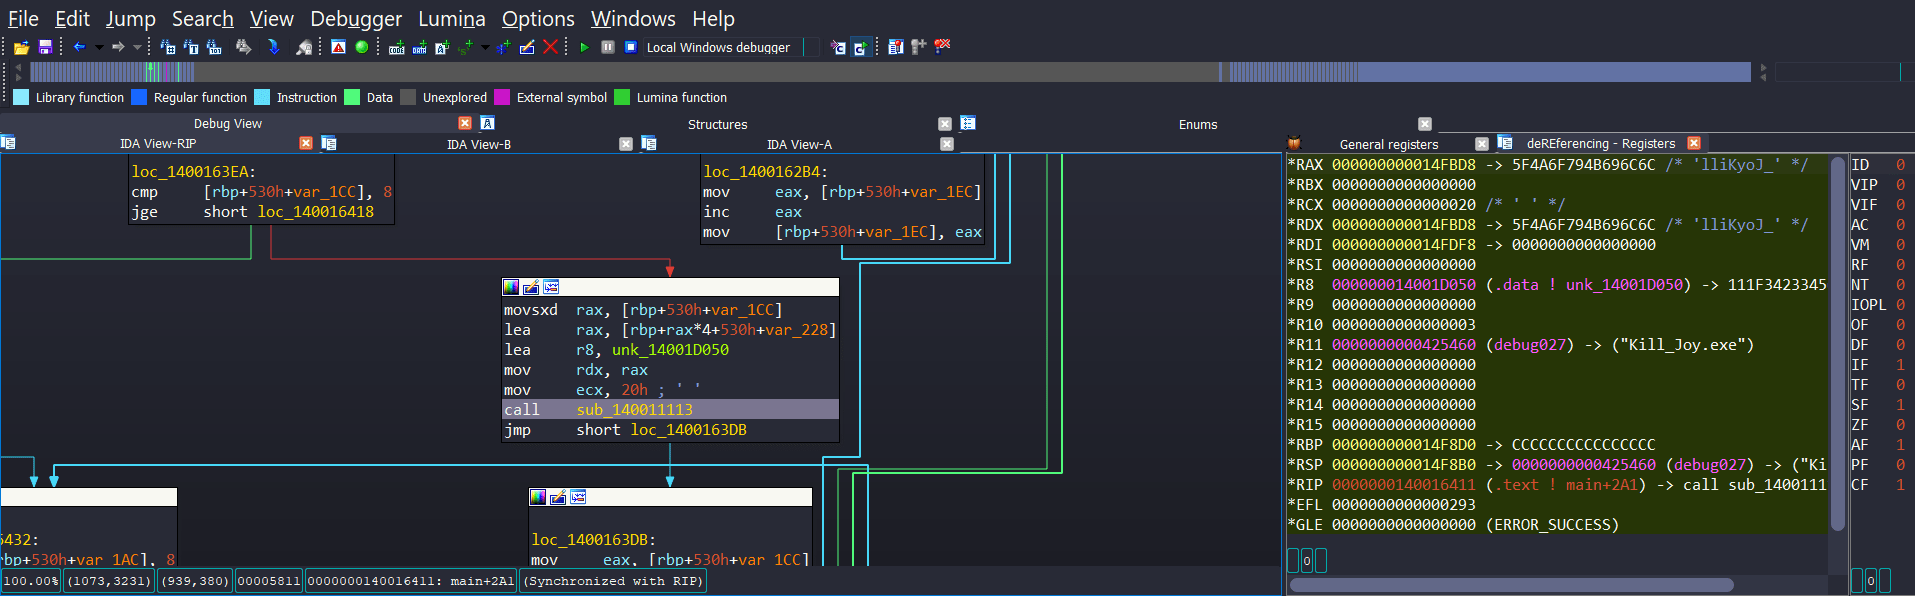 File Edit Jump Search View Debugger Lumina Options Windows Help
Local Windows debugger
Library function Regular function Instruction Data Unexplored External symbol Lumina function
Debug View Structures Enums
IDA View-RIP IDA View-B IDA View-A General registers deREferencing - Registers
loc_1400163EA:
cmp [rbp+530h+var_1CC], 8
jge short loc_140016418
loc_1400162B4:
mov eax, [rbp+530h+var_1EC]
inc eax
mov [rbp+530h+var_1EC], eax
movsxd rax, [rbp+530h+var_1CC]
lea rax, [rbp+rax*4+530h+var_228]
lea r8, unk_14001D050
mov rdx, rax
mov ecx, 20h ; ' '
call sub_140011113
jmp short loc_1400163DB
6432:
rbp+530h+var_1AC], 8
loc_1400163DB:
mov eax, [rbp+530h+var_1CC]
100.00% (1073,3231) (939,380) 00005811 0000000140016411: main+2A1 (Synchronized with RIP)
*RAX 000000000014FBD8 -> 5F4A6F794B696C6C /* 'lliKyoJ_' */
*RBX 0000000000000000
*RCX 0000000000000020 /* ' ' */
*RDX 000000000014FBD8 -> 5F4A6F794B696C6C /* 'lliKyoJ_' */
*RDI 000000000014FDF8 -> 0000000000000000
*RSI 0000000000000000
*R8 000000014001D050 (.data ! unk_14001D050) -> 111F3423345
*R9 0000000000000000
*R10 0000000000000003
*R11 0000000000425460 (debug027) -> ("Kill_Joy.exe")
*R12 0000000000000000
*R13 0000000000000000
*R14 0000000000000000
*R15 0000000000000000
*RBP 000000000014F8D0 -> CCCCCCCCCCCCCCCC
*RSP 000000000014F8B0 -> 0000000000425460 (debug027) -> ("Ki
*RIP 0000000140016411 (.text ! main+2A1) -> call sub_1400111
*EFL 0000000000000293
*GLE 0000000000000000 (ERROR_SUCCESS)
0
ID 0
VIP 0
VIF 0
AC 0
VM 0
RF 0
NT 0
IOPL 0
OF 0
DF 0
IF 1
TF 0
SF 1
ZF 0
AF 1
PF 0
CF 1
0